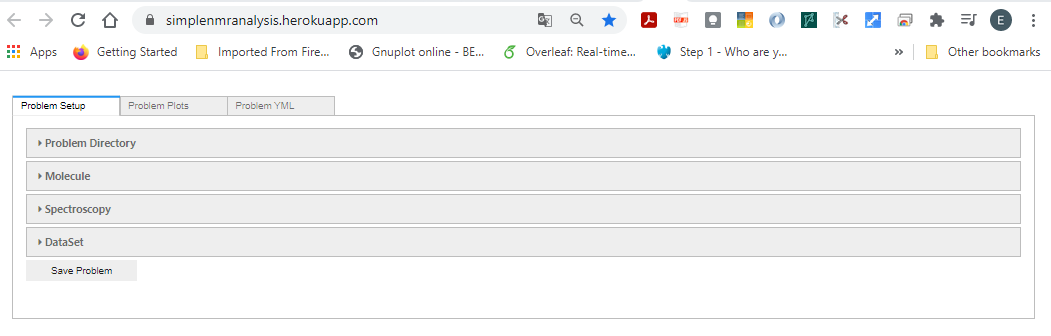 simplenmranalysis.herokuapp.com E
Apps Getting Started Imported From Fire... Gnuplot online - BE... Overleaf: Real-time... Step 1 - Who are y... » Other bookmarks
Problem Setup Problem Plots Problem YML
Problem Directory
Molecule
Spectroscopy
DataSet
Save Problem